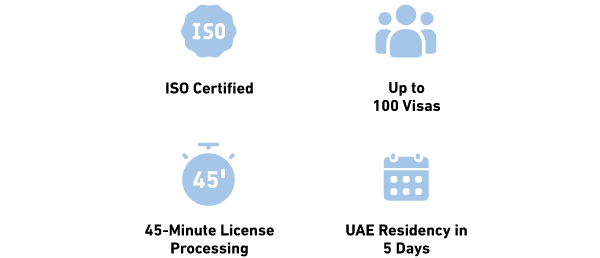 ISO
ISO Certified
Up to
100 Visas
45'
45-Minute License
Processing
UAE Residency in
5 Days